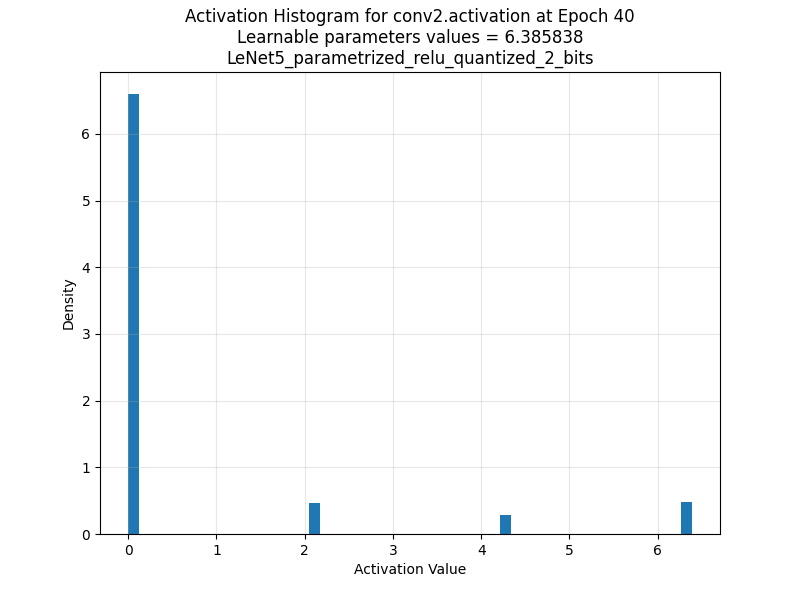 Activation Histogram for conv2.activation at Epoch 40
Learnable parameters values = 6.385838
LeNet5_parametrized_relu_quantized_2_bits
6
5
4
3
2
1
0
Density
0 1 2 3 4 5 6
Activation Value